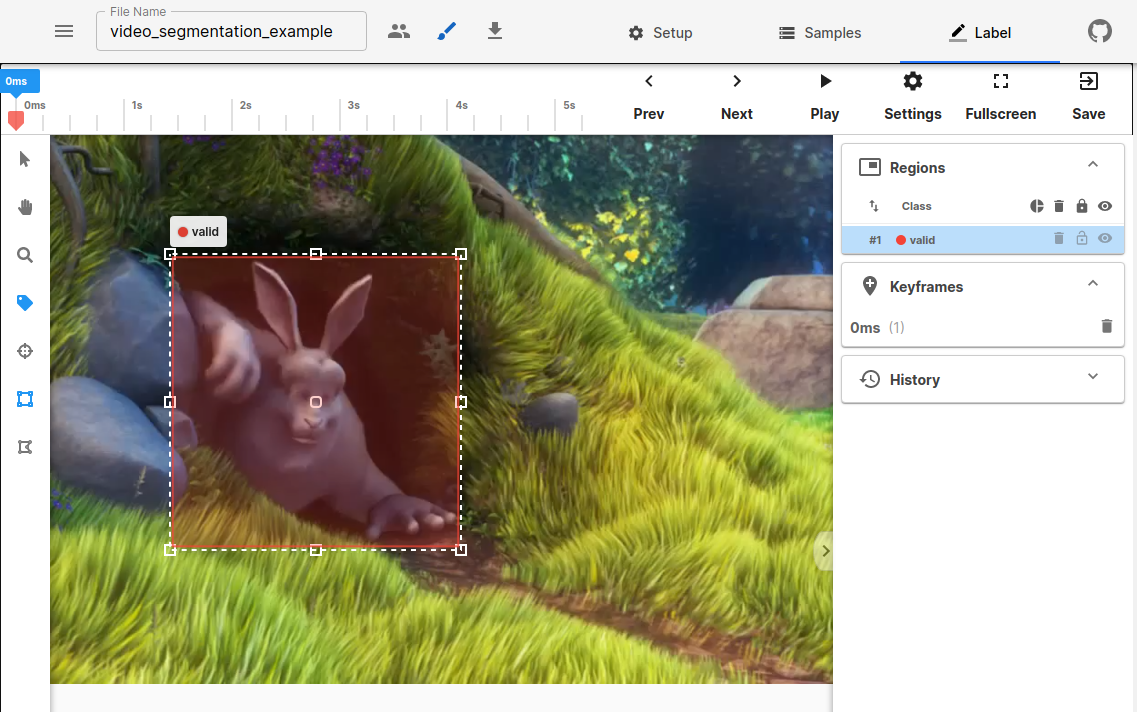 File Name
video_segmentation_example
Setup
Samples
Label
0ms
0ms 1s 2s 3s 4s 5s
Prev
Next
Play
Settings
Fullscreen
Save
valid
Regions
Class
#1 valid
Keyframes
0ms (1)
History